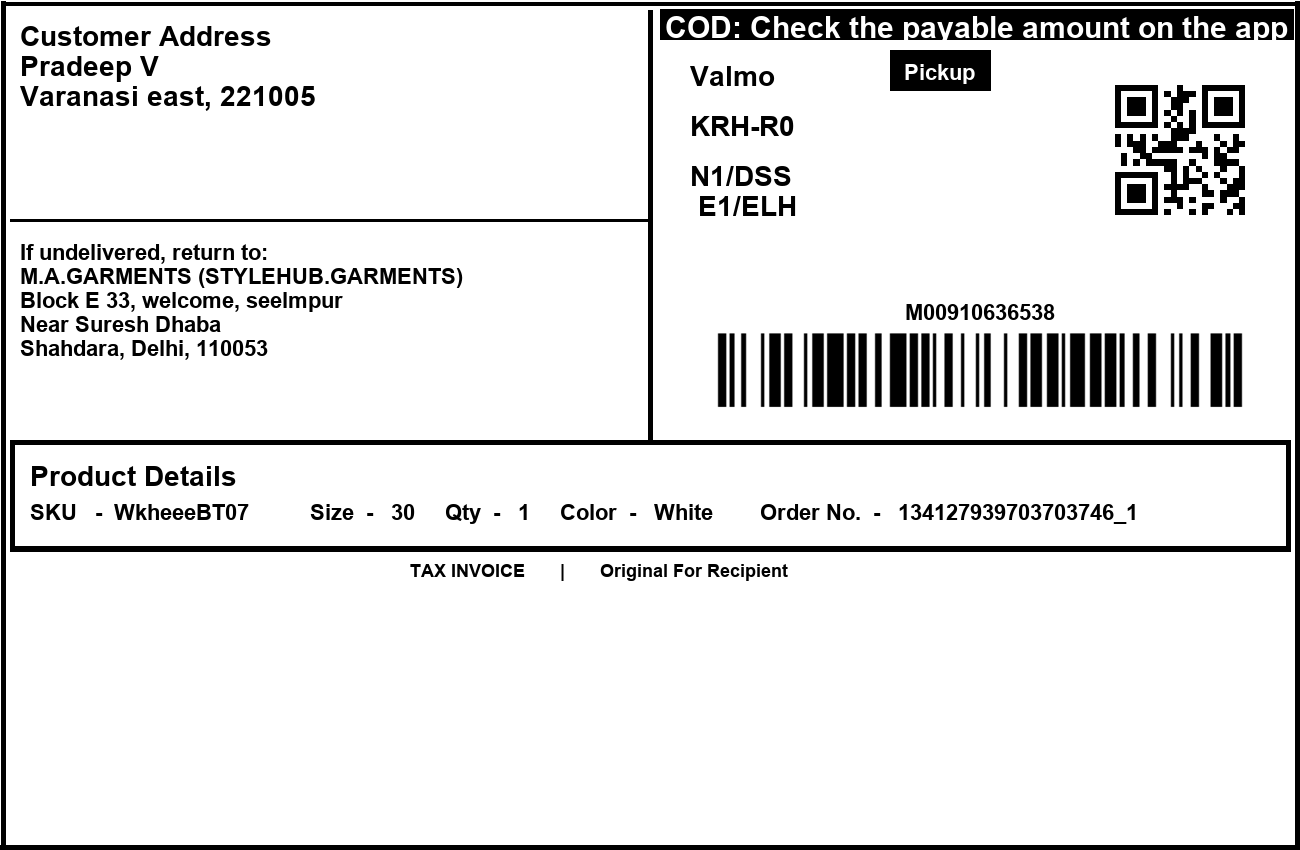 Customer Address
Pradeep V
Varanasi east, 221005
If undelivered, return to:
M.A.GARMENTS (STYLEHUB.GARMENTS)
Block E 33, welcome, seelmpur
Near Suresh Dhaba
Shahdara, Delhi, 110053
COD: Check the payable amount on the app
Valmo
Pickup
KRH-R0
N1/DSS
E1/ELH
M00910636538
Product Details
SKU - WkheeeBT07 Size - 30 Qty - 1 Color - White Order No. - 134127939703703746_1
TAX INVOICE | Original For Recipient